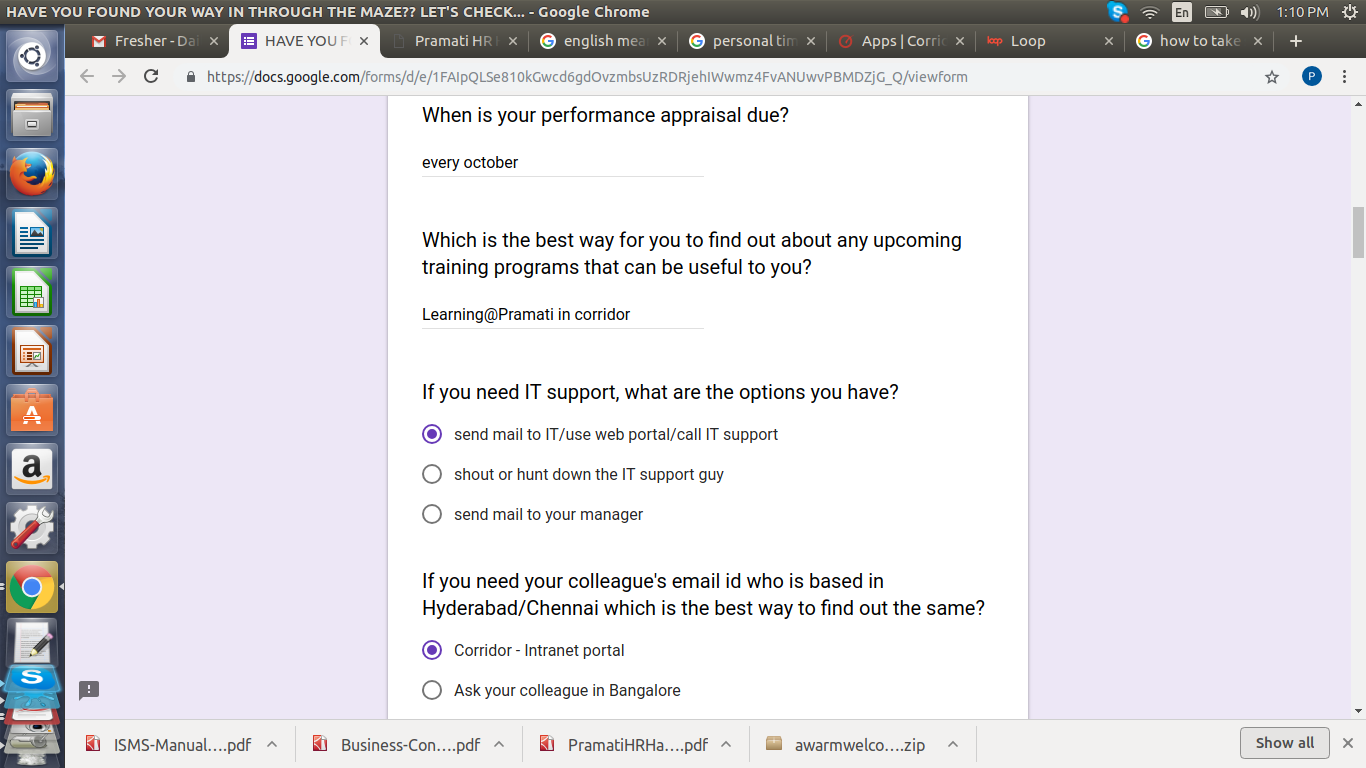 HAVE YOU FOUND YOUR WAY IN THROUGH THE MAZE?? LET'S CHECK... - Google Chrome
En
1:10 PM
Fresher - Dai
HAVE YOU F
Pramati HR
english mea
personal tim
Apps | Corric
loop
Loop
how to take
https://docs.google.com/forms/d/e/1FAIpQLSe810kGwcd6gdOvzmbsUzRDRjehIWwmz4FvANUwvPBMDZjG_Q/viewform
P
When is your performance appraisal due?
every october
Which is the best way for you to find out about any upcoming
training programs that can be useful to you?
Learning@Pramati in corridor
If you need IT support, what are the options you have?
send mail to IT/use web portal/call IT support
shout or hunt down the IT support guy
send mail to your manager
If you need your colleague's email id who is based in
Hyderabad/Chennai which is the best way to find out the same?
Corridor - Intranet portal
Ask your colleague in Bangalore
ISMS-Manual....pdf
Business-Con....pdf
PramatiHRHa....pdf
awarmwelco....zip
Show all